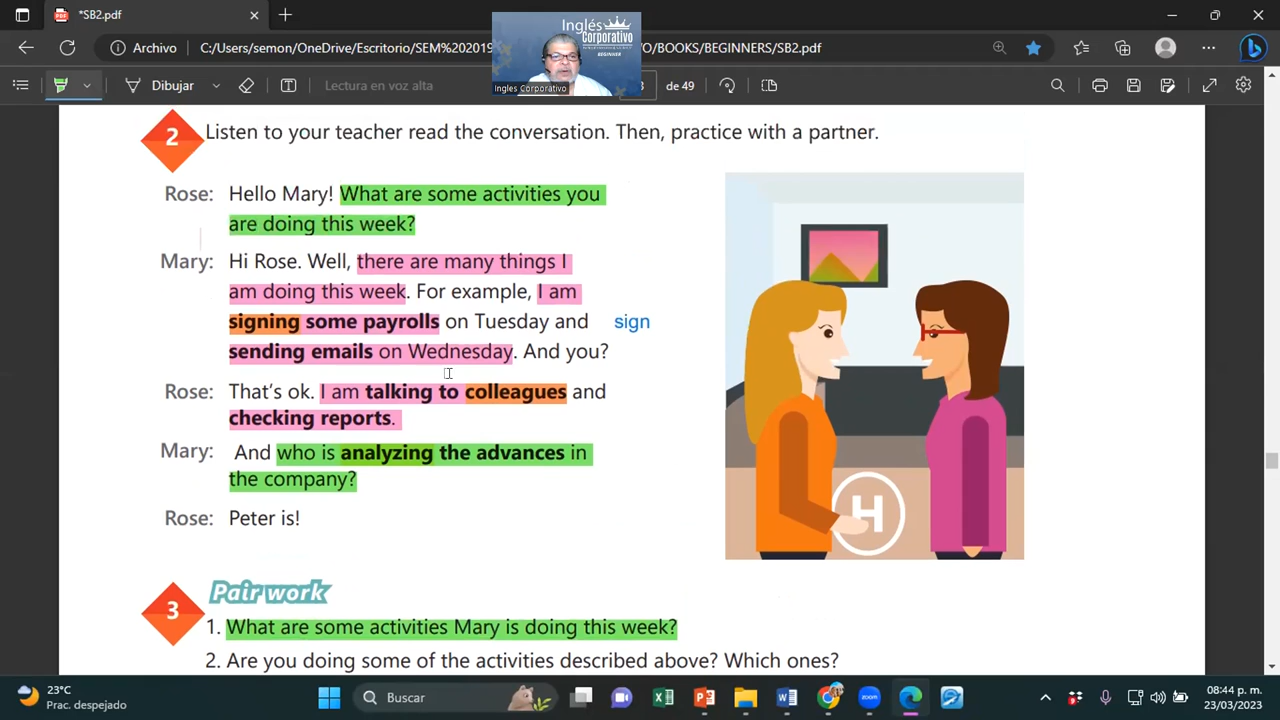 *SB2.pdf
Archivo
C:/Users/semon/OneDrive/Escritorio/SEM%202019
O/BOOKS/BEGINNERS/SB2.pdf
Inglés
Corporativo
BEGINNER
Ingles Corporativo
Dibujar
Lectura en voz alta
de 49
2
Listen to your teacher read the conversation. Then, practice with a partner.
Rose: Hello Mary! What are some activities you
are doing this week?
Mary: Hi Rose. Well, there are many things I
am doing this week. For example, I am
signing some payrolls on Tuesday and sign
sending emails on Wednesday. And you?
Rose: That's ok. I am talking to colleagues and
checking reports.
Mary: And who is analyzing the advances in
the company?
Rose: Peter is!
H
3
Pair work
1. What are some activities Mary is doing this week?
2. Are you doing some of the activities described above? Which ones?
23°C
Prac. despejado
Buscar
zoom
08:44 p. m.
23/03/2023